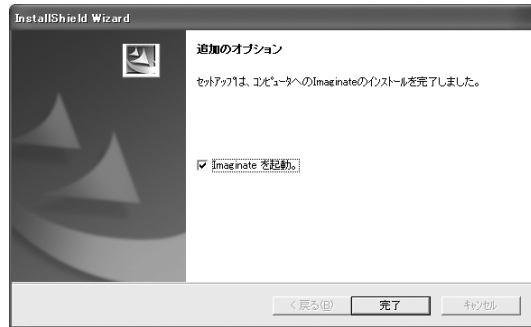 InstallShield Wizard
追加のオプション
ｾｯﾄｱｯﾌﾟは、ｺﾝﾋﾟｭｰﾀへのImaginateのｲﾝｽﾄｰﾙを完了しました。
Imaginate を起動。
< 戻る(B)
完了
ｷｬﾝｾﾙ